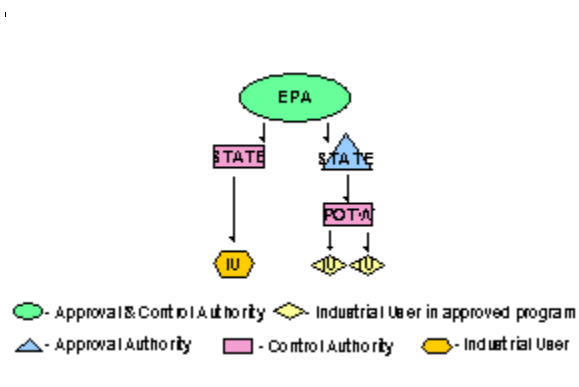 EPA
STATE STATE
POTW
IU IU IU
- Approval & Control Authority - Industrial User in approved program
- Approval Authority - Control Authority - Industrial User